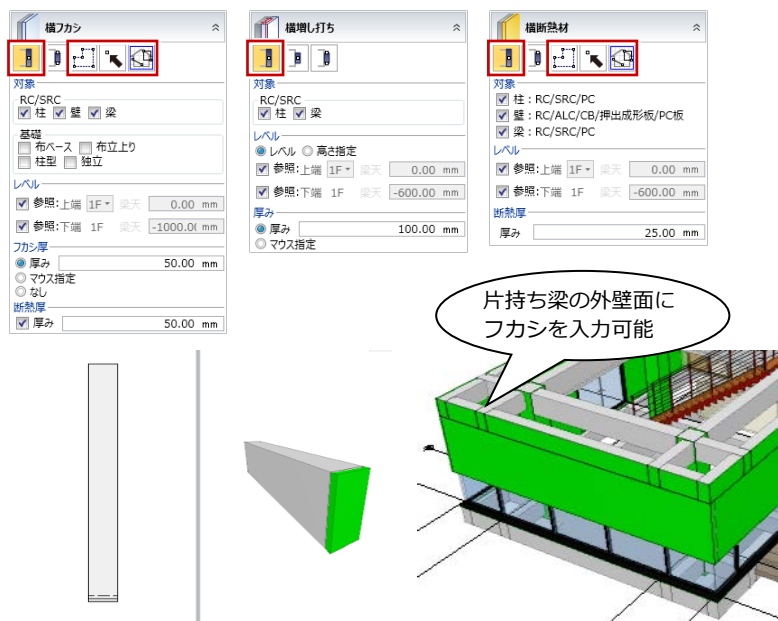 横フカシ
対象
RC/SRC
柱 壁 梁
基礎
布ベース 布立上り
柱型 独立
レベル
参照:上端 1F 梁天 0.00 mm
参照:下端 1F 梁天 -1000.0( mm
フカシ厚
厚み 50.00 mm
マウス指定
なし
断熱厚
厚み 50.00 mm
横増し打ち
対象
RC/SRC
柱 梁
レベル
レベル 高さ指定
参照:上端 1F 梁天 0.00 mm
参照:下端 1F 梁天 -600.00 mm
厚み
厚み 100.00 mm
マウス指定
横断熱材
対象
柱：RC/SRC/PC
壁：RC/ALC/CB/押出成形板/PC板
梁：RC/SRC/PC
レベル
参照:上端 1F 梁天 0.00 mm
参照:下端 1F 梁天 -600.00 mm
断熱厚
厚み 25.00 mm
片持ち梁の外壁面に
フカシを入力可能